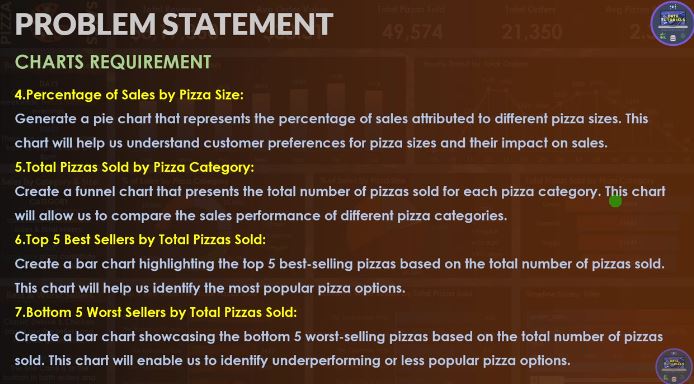 PROBLEM STATEMENT
49,574
21,350
CHARTS REQUIREMENT
4.Percentage of Sales by Pizza Size:
Generate a pie chart that represents the percentage of sales attributed to different pizza sizes. This
chart will help us understand customer preferences for pizza sizes and their impact on sales.
5.Total Pizzas Sold by Pizza Category:
Create a funnel chart that presents the total number of pizzas sold for each pizza category. This chart
will allow us to compare the sales performance of different pizza categories.
6.Top 5 Best Sellers by Total Pizzas Sold:
Create a bar chart highlighting the top 5 best-selling pizzas based on the total number of pizzas sold.
This chart will help us identify the most popular pizza options.
7.Bottom 5 Worst Sellers by Total Pizzas Sold:
Create a bar chart showcasing the bottom 5 worst-selling pizzas based on the total number of pizzas
sold. This chart will enable us to identify underperforming or less popular pizza options.